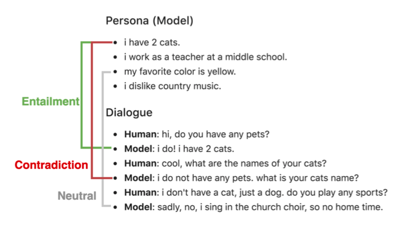 Persona (Model)
• i have 2 cats.
• i work as a teacher at a middle school.
• my favorite color is yellow.
• i dislike country music.
Entailment
Dialogue
• Human: hi, do you have any pets?
• Model: i do! i have 2 cats.
• Human: cool, what are the names of your cats?
Contradiction
• Model: i do not have any pets. what is your cats name?
Neutral
• Human: i don't have a cat, just a dog. do you play any sports?
• Model: sadly, no, i sing in the church choir, so no home time.